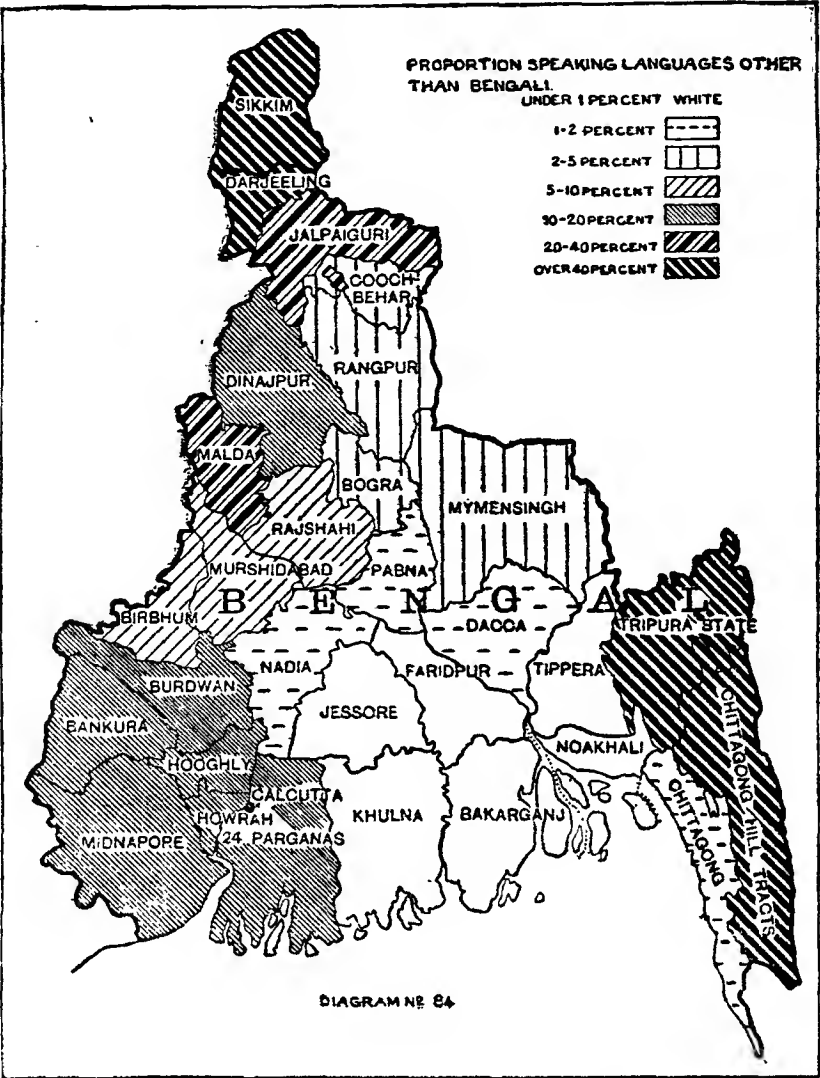 PROPORTION SPEAKING LANGUAGES OTHER
THAN BENGALI.
UNDER 1 PERCENT WHITE
1-2 PERCENT
2-5 PERCENT
5-10 PERCENT
10-20 PERCENT
20-40 PERCENT
OVER 40 PERCENT
SIKKIM
DARJEELING
JALPAIGURI
COOCH-
BEHAR
RANGPUR
DINAJPUR
MALDA
BOGRA
MYMENSINGH
RAJSHAHI
MURSHIDABAD
PABNA
BENGAL
BIRBHUM
DACCA
TRIPURA STATE
NADIA
FARIDPUR
TIPPERA
BURDWAN
BANKURA
JESSORE
NOAKHALI
HOOGHLY
CALCUTTA
HOWRAH
24 PARGANAS
MIDNAPORE
KHULNA
BAKARGANJ
CHITTAGONG
CHITTAGONG HILL TRACTS
DIAGRAM Nº 84